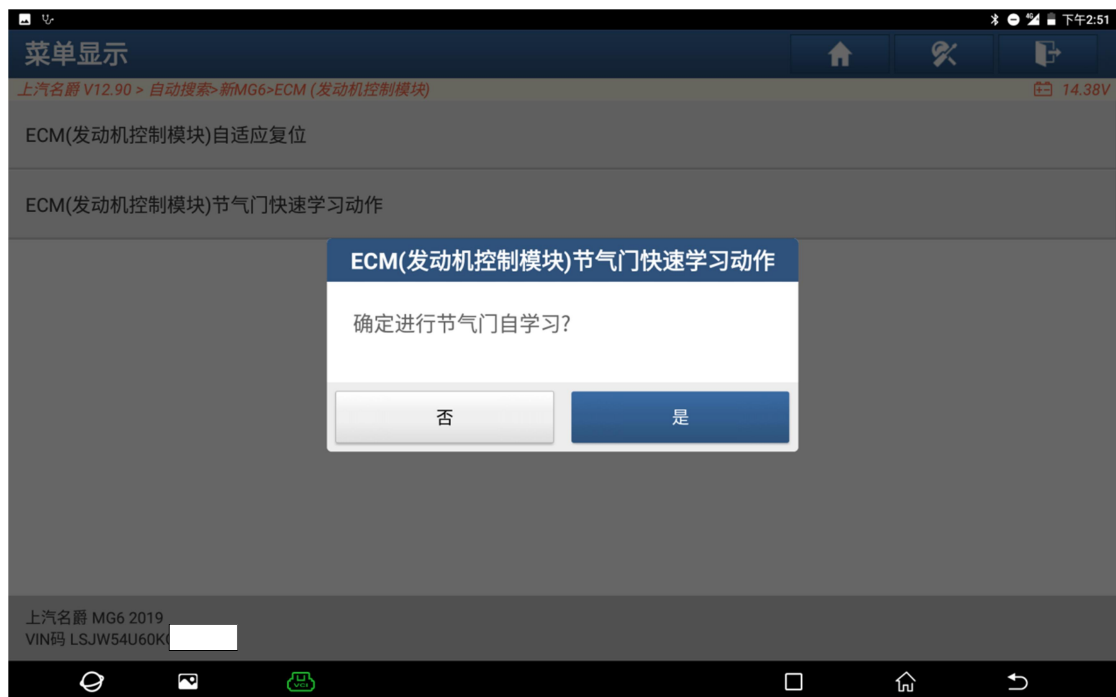 下午2:51
菜单显示
上汽名爵 V12.90 > 自动搜索>新MG6>ECM (发动机控制模块)
14.38V
ECM(发动机控制模块)自适应复位
ECM(发动机控制模块)节气门快速学习动作
ECM(发动机控制模块)节气门快速学习动作
确定进行节气门自学习?
否
是
上汽名爵 MG6 2019
VIN码 LSJW54U60K
VCI